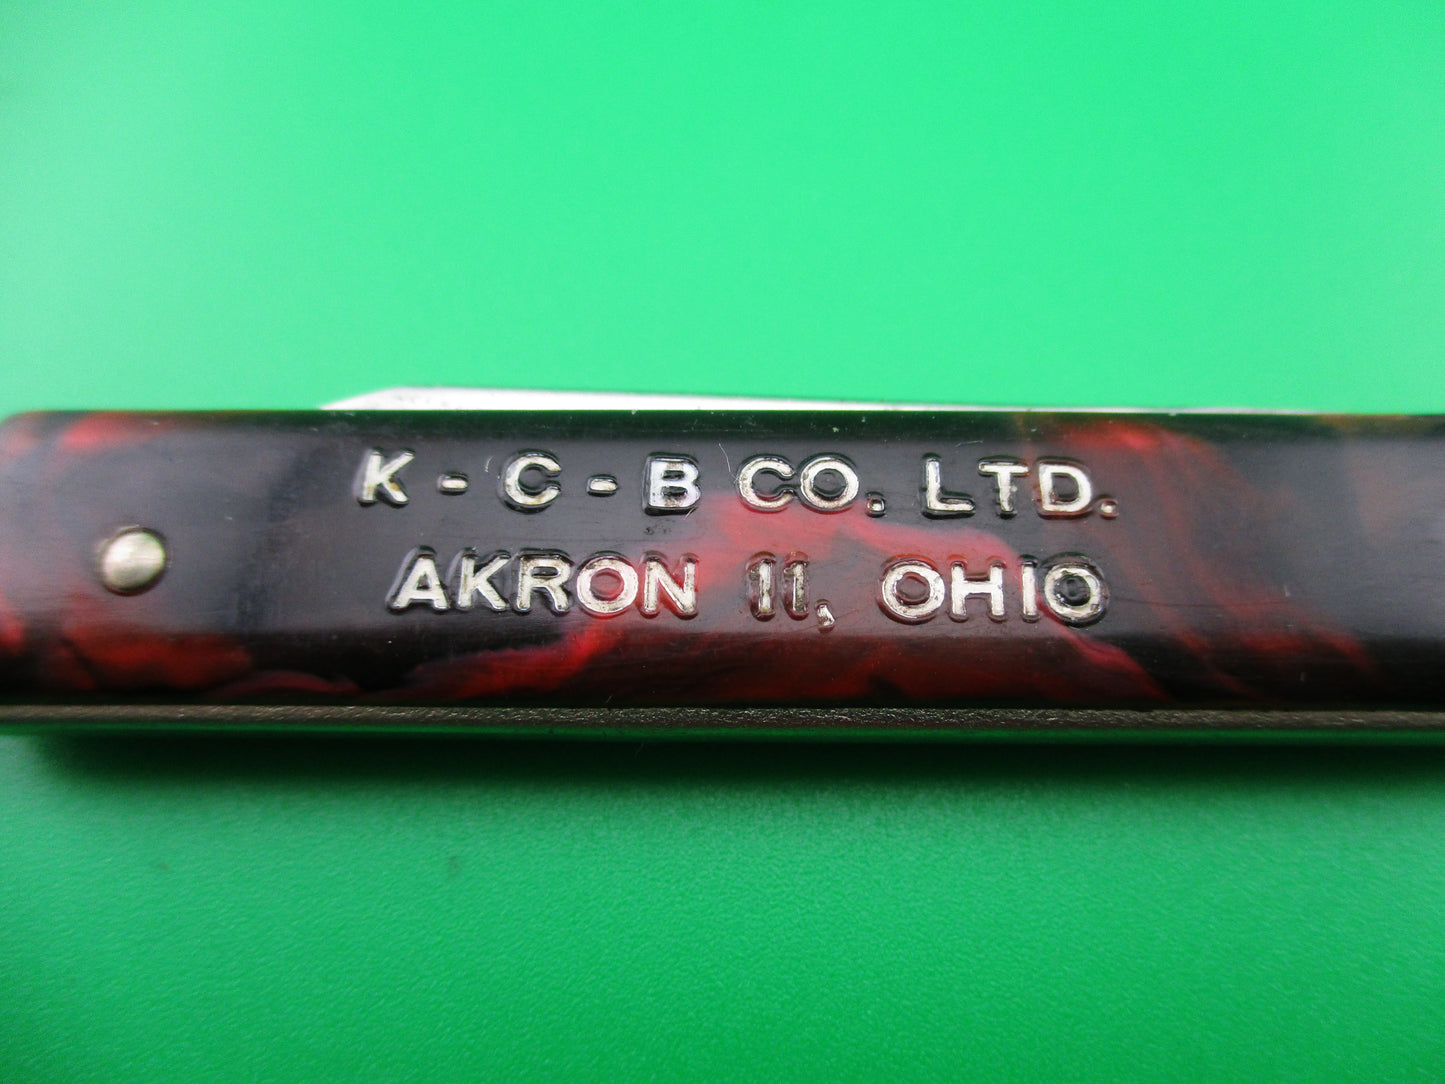 K - C - B CO. LTD.
AKRON 11, OHIO